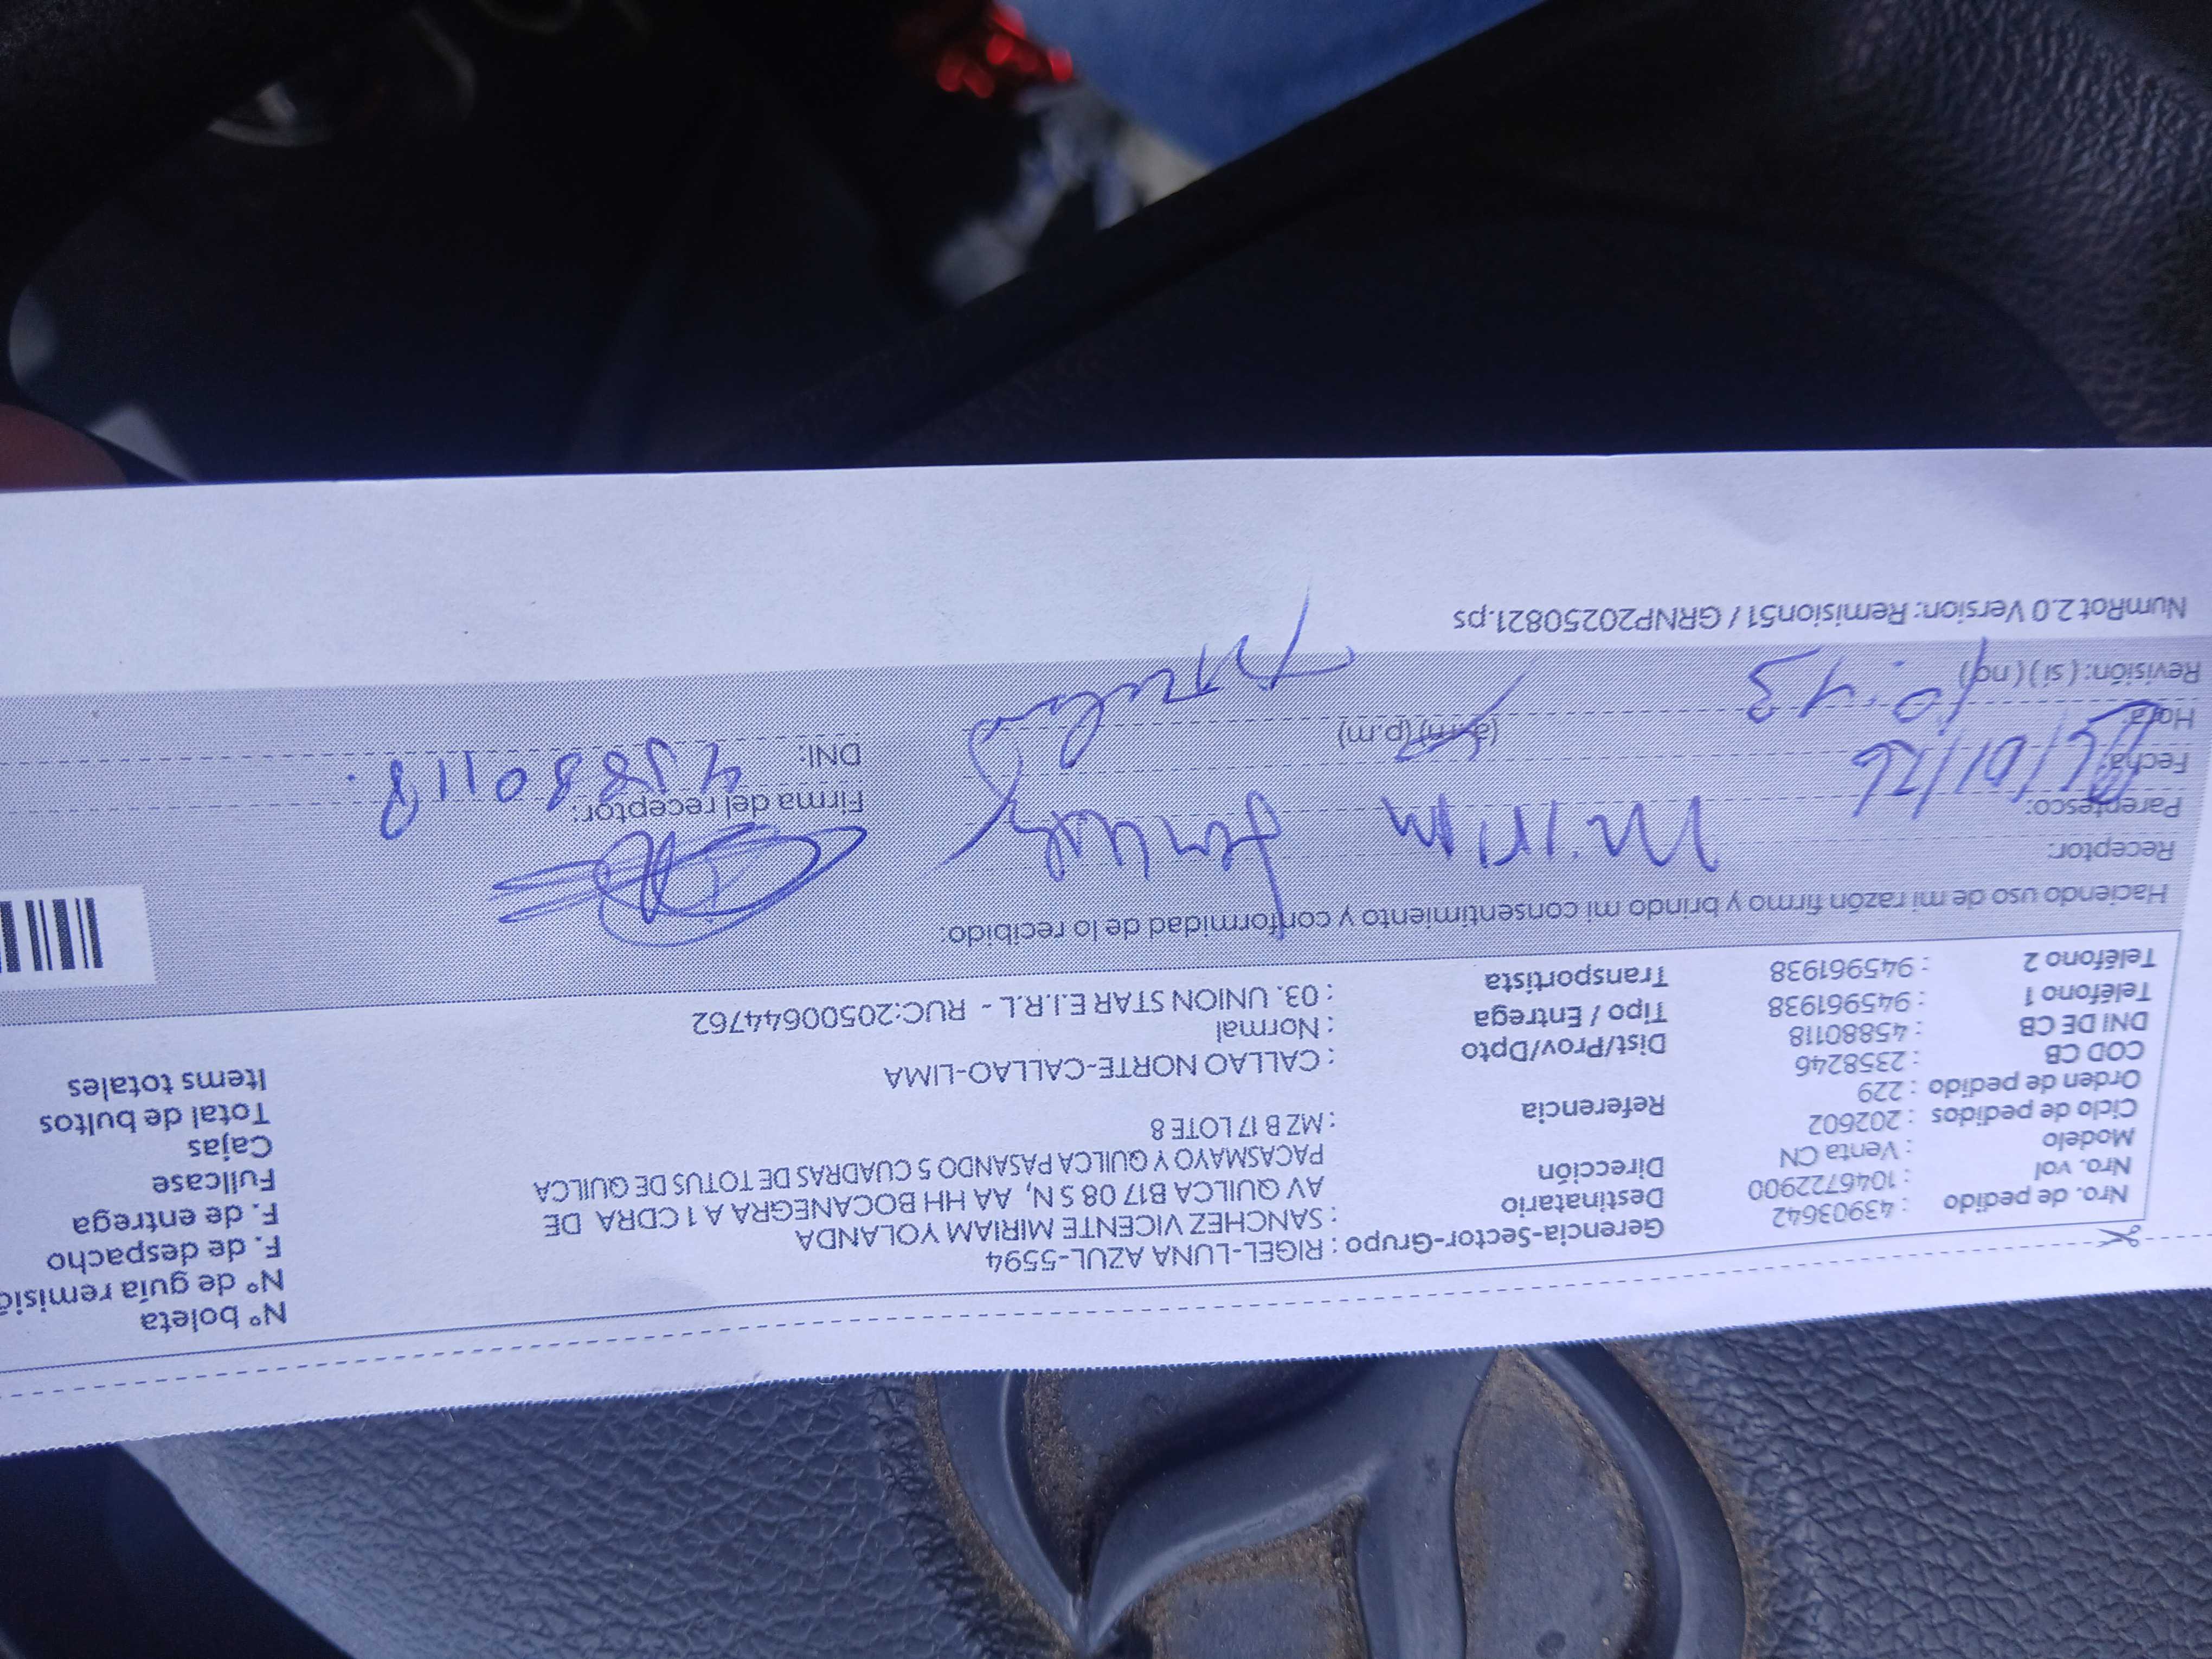 Nro. de pedido : 43903642
Nro. vol : 1046722900
Modelo : Venta CN
Ciclo de pedidos : 202602
Orden de pedido : 229
COD CB : 2358246
DNI DE CB : 45880118
Teléfono 1 : 945961938
Teléfono 2 : 945961938
Gerencia-Sector-Grupo : RIGEL-LUNA AZUL-5594
Destinatario : SANCHEZ VICENTE MIRIAM YOLANDA
Dirección AV QUILCA B17 08 S N, AA HH BOCANEGRA A 1 CDRA DE
PACASMAYO Y QUILCA PASANDO 5 CUADRAS DE TOTUS DE QUILCA
Referencia : MZ B 17 LOTE 8
Dist/Prov/Dpto : CALLAO NORTE-CALLAO-LIMA
Tipo / Entrega : Normal
Transportista : 03. UNION STAR E.I.R.L - RUC:20500644762
N° boleta
N° de guía remisió
F. de despacho
F. de entrega
Fullcase
Cajas
Total de bultos
Items totales
Haciendo uso de mi razón firmo y brindo mi consentimiento y conformidad de lo recibido:
Receptor: Miriam
Parentesco:
Fecha: /01/26
Hora: 10:43 (a.m) (p.m)
Revisión: ( si ) ( no )
Firma del receptor:
DNI: 45880118.
NumRot 2.0 Version: Remision51 / GRNP20250821.ps